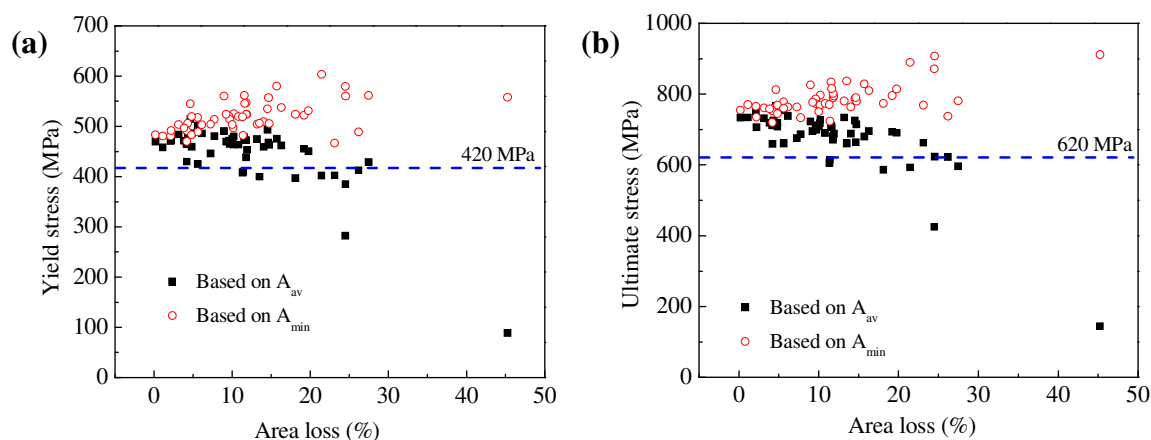 (a)
700
600
500
400
300
200
100
0
Yield stress (MPa)
420 MPa
Based on A_av
Based on A_min
0 10 20 30 40 50
Area loss (%)
(b)
1000
800
600
400
200
0
Ultimate stress (MPa)
620 MPa
Based on A_av
Based on A_min
0 10 20 30 40 50
Area loss (%)